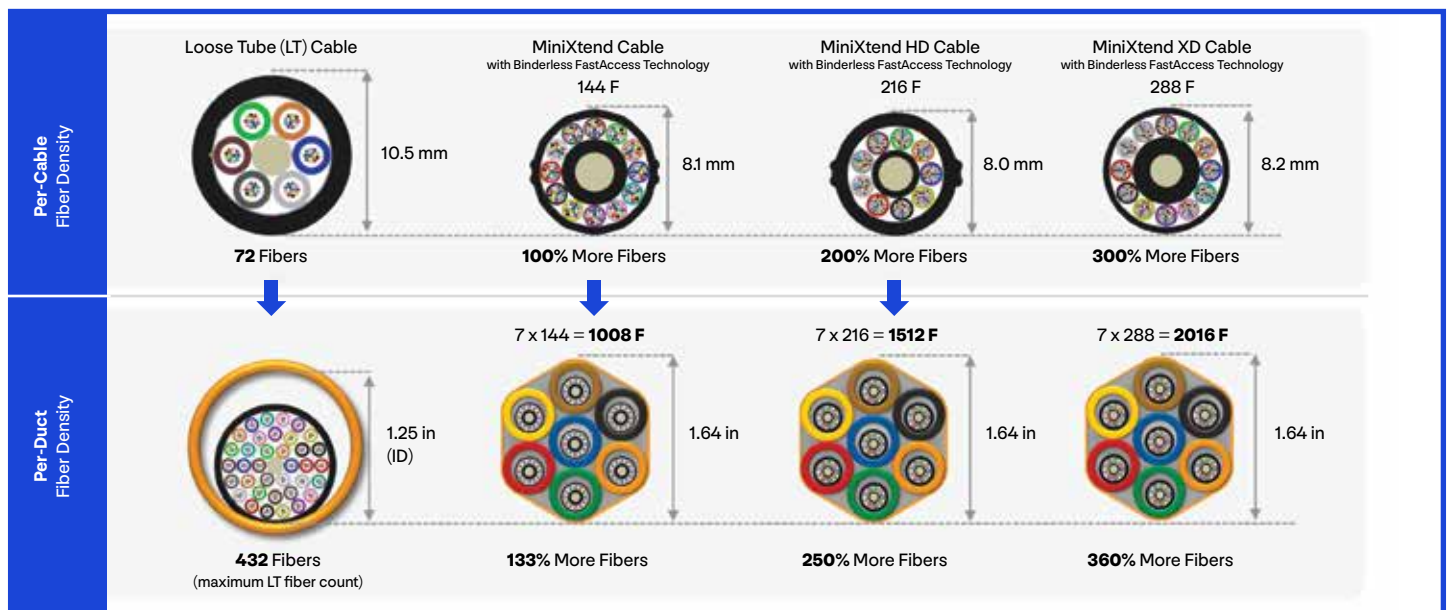 Per-Cable
Fiber Density
Loose Tube (LT) Cable
10.5 mm
72 Fibers
MiniXtend Cable
with Binderless FastAccess Technology
144 F
8.1 mm
100% More Fibers
MiniXtend HD Cable
with Binderless FastAccess Technology
216 F
8.0 mm
200% More Fibers
MiniXtend XD Cable
with Binderless FastAccess Technology
288 F
8.2 mm
300% More Fibers
Per-Duct
Fiber Density
1.25 in
(ID)
432 Fibers
(maximum LT fiber count)
7 x 144 = 1008 F
1.64 in
133% More Fibers
7 x 216 = 1512 F
1.64 in
250% More Fibers
7 x 288 = 2016 F
1.64 in
360% More Fibers